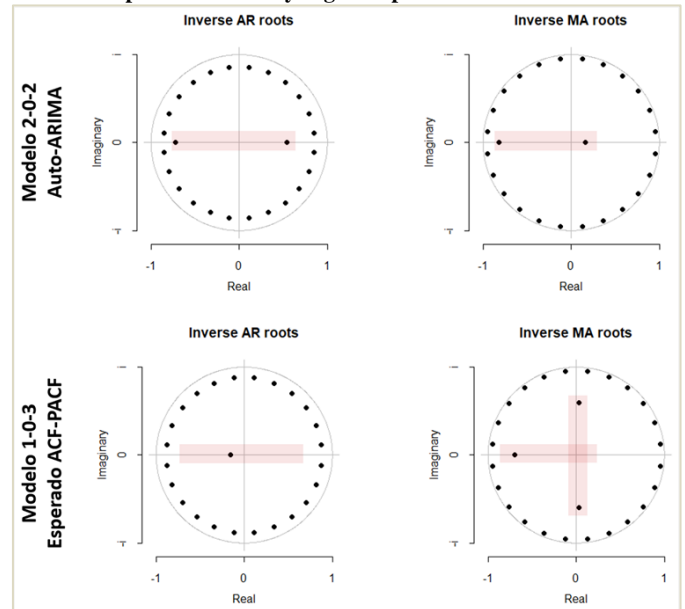 Inverse AR roots
Inverse MA roots
Modelo 2-0-2
Auto-ARIMA
Imaginary
0
-1
0
1
Real
Imaginary
0
-1
0
1
Real
Inverse AR roots
Inverse MA roots
Modelo 1-0-3
Esperado ACF-PACF
Imaginary
0
-1
0
1
Real
Imaginary
0
-1
0
1
Real